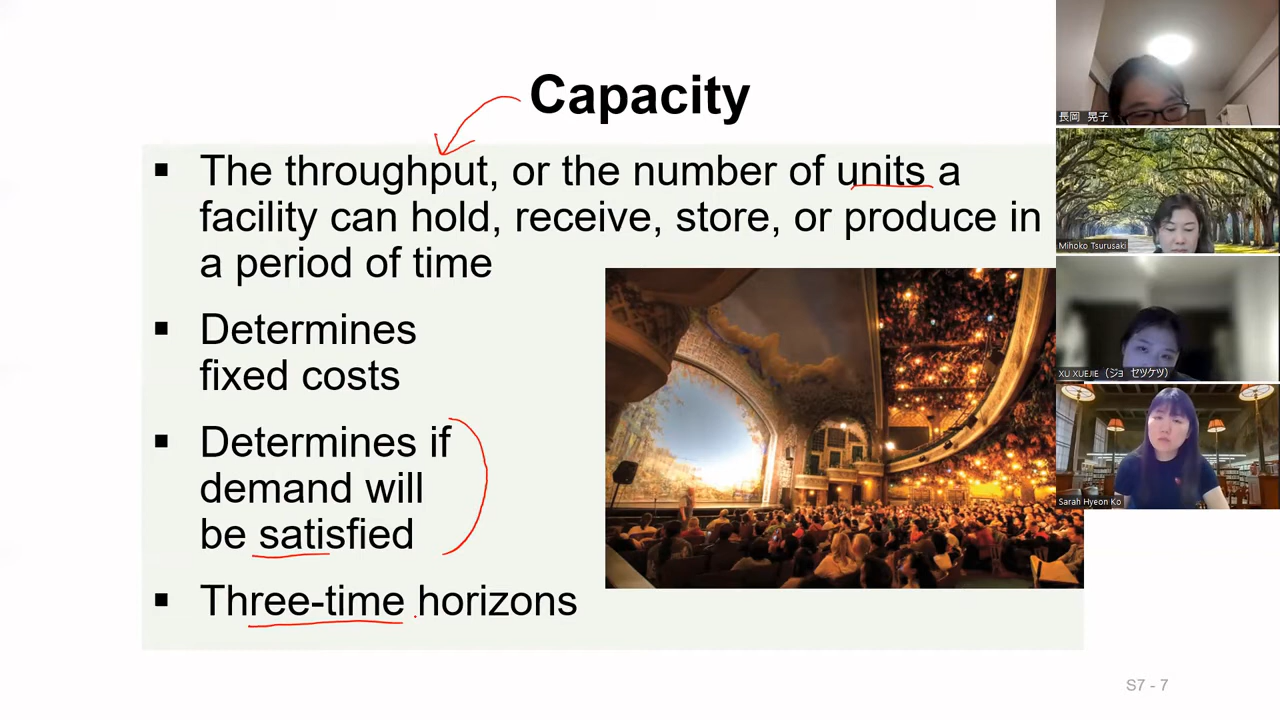 Capacity
▪ The throughput, or the number of units a
facility can hold, receive, store, or produce in
a period of time
▪ Determines
fixed costs
▪ Determines if
demand will
be satisfied
▪ Three-time horizons
S7 - 7
長岡 晃子
Mihoko Tsurusaki
XU XUEJIE (ジョ セツケツ)
Sarah Hyeon Ko